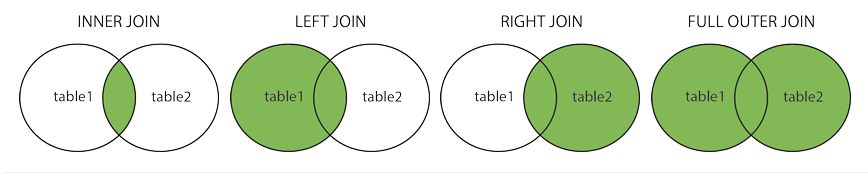 INNER JOIN
LEFT JOIN
RIGHT JOIN
FULL OUTER JOIN
table1
table2
table1
table2
table1
table2
table1
table2